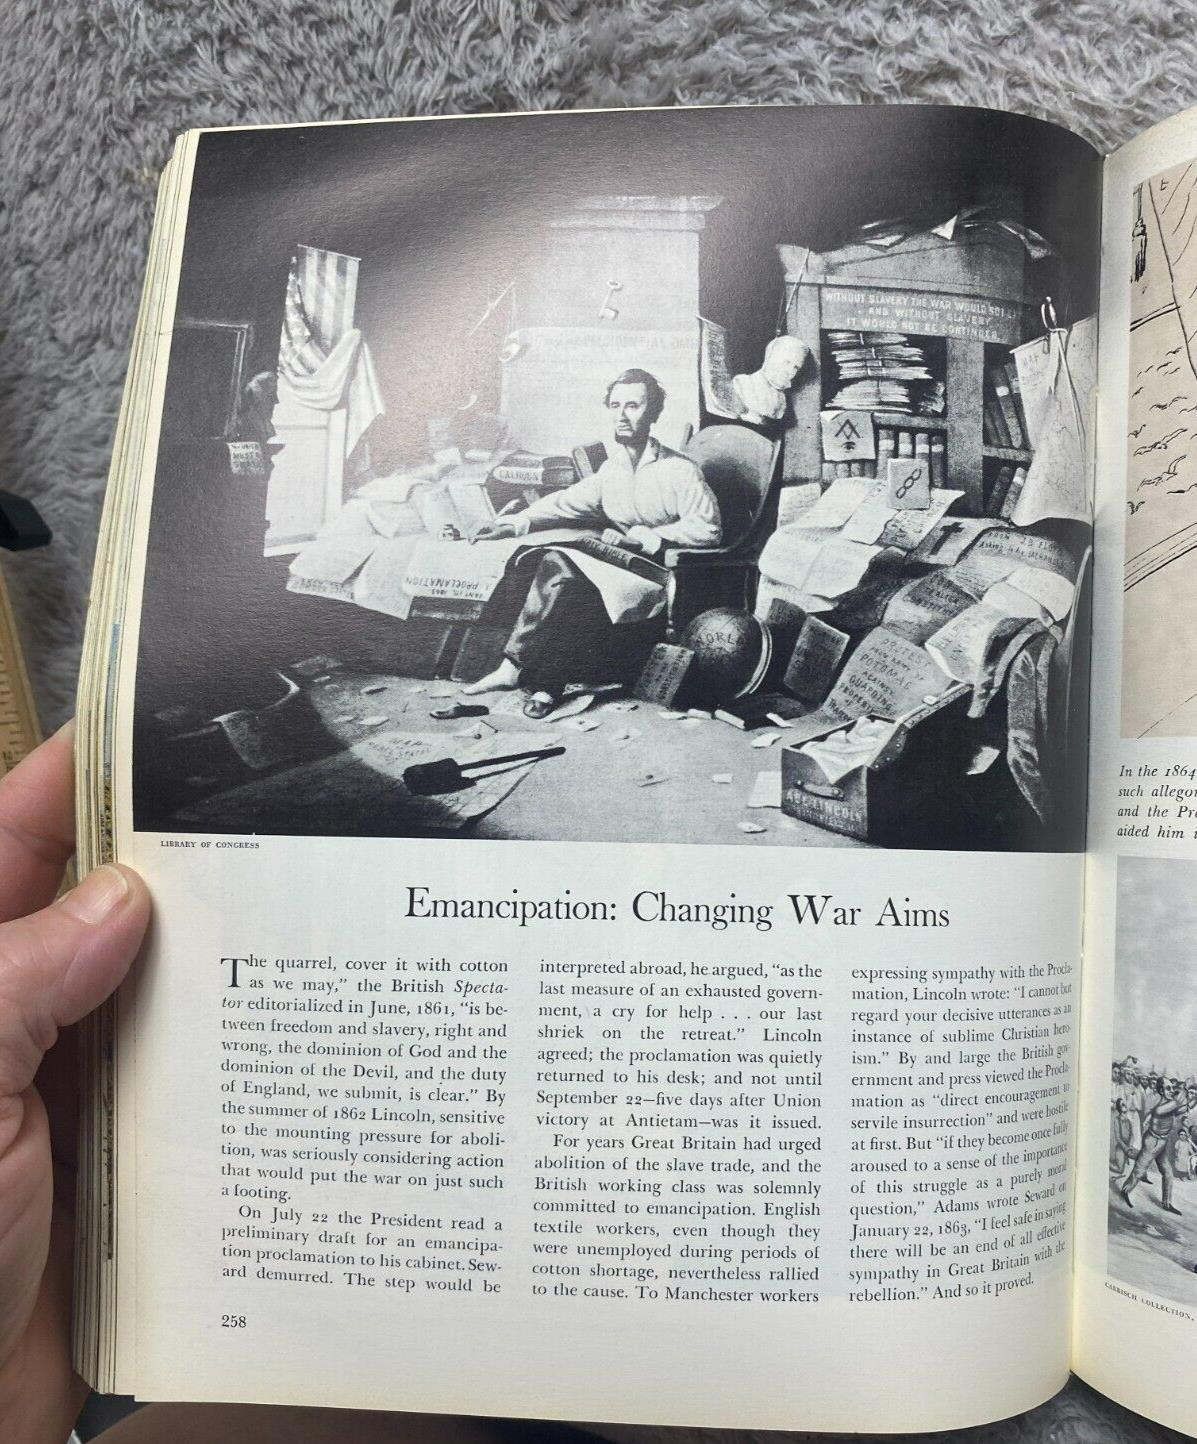 WITHOUT SLAVERY THE WAR WOULD NOT
AND WITHOUT SLAVERY
IT WOULD NOT BE CONTINUED
CALHOUN
PROCLAMATION
WORLD
PROTEST
POTOMAC
AGAINST
GUARDING
PROPERTY
OF
MAP
LIBRARY OF CONGRESS
Emancipation: Changing War Aims
The quarrel, cover it with cotton
as we may,” the British Specta-
tor editorialized in June, 1861, “is be-
tween freedom and slavery, right and
wrong, the dominion of God and the
dominion of the Devil, and the duty
of England, we submit, is clear.” By
the summer of 1862 Lincoln, sensitive
to the mounting pressure for aboli-
tion, was seriously considering action
that would put the war on just such
a footing.
On July 22 the President read a
preliminary draft for an emancipa-
tion proclamation to his cabinet. Sew-
ard demurred. The step would be
interpreted abroad, he argued, “as the
last measure of an exhausted govern-
ment, a cry for help . . . our last
shriek on the retreat.” Lincoln
agreed; the proclamation was quietly
returned to his desk; and not until
September 22—five days after Union
victory at Antietam—was it issued.
For years Great Britain had urged
abolition of the slave trade, and the
British working class was solemnly
committed to emancipation. English
textile workers, even though they
were unemployed during periods of
cotton shortage, nevertheless rallied
to the cause. To Manchester workers
expressing sympathy with the Procla-
mation, Lincoln wrote: “I cannot but
regard your decisive utterances as an
instance of sublime Christian hero-
ism.” By and large the British gov-
ernment and press viewed the Procla-
mation as “direct encouragement to
servile insurrection” and were hostile
at first. But “if they become once fully
aroused to a sense of the importance
of this struggle as a purely moral
question,” Adams wrote Seward on
January 22, 1863, “I feel safe in saying
there will be an end of all effective
sympathy in Great Britain with the
rebellion.” And so it proved.
258
In the 1864
such allegor
and the Pr
aided him
COLLECTION,